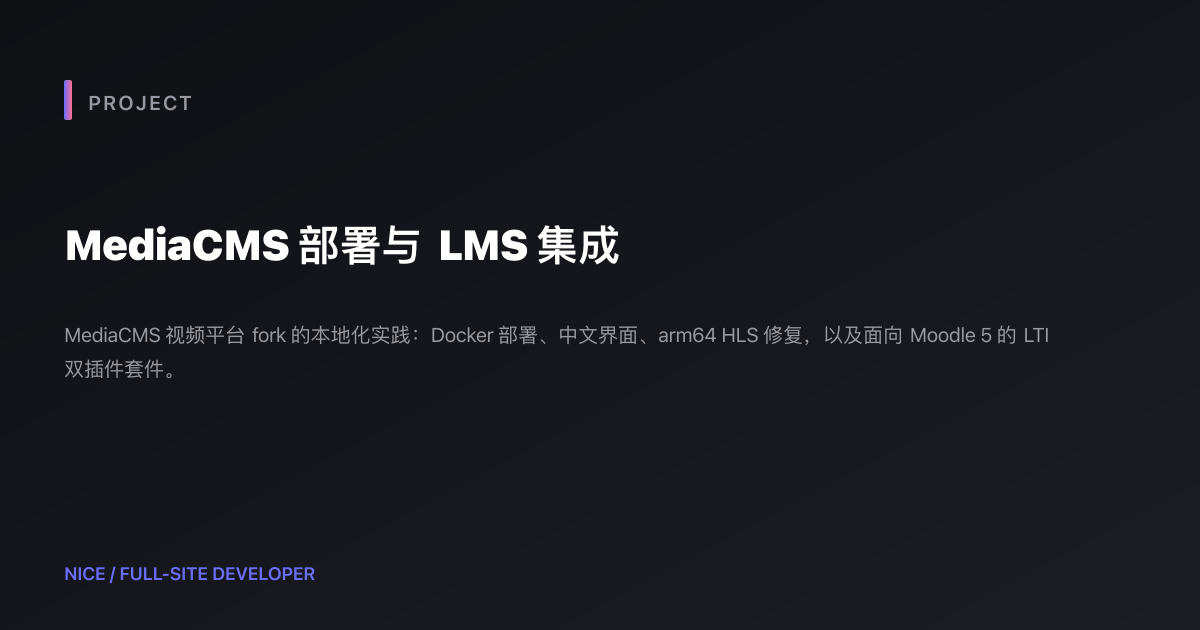 PROJECT
MediaCMS 部署与 LMS 集成
MediaCMS 视频平台 fork 的本地化实践：Docker 部署、中文界面、arm64 HLS 修复，以及面向 Moodle 5 的 LTI
双插件套件。
NICE / FULL-SITE DEVELOPER